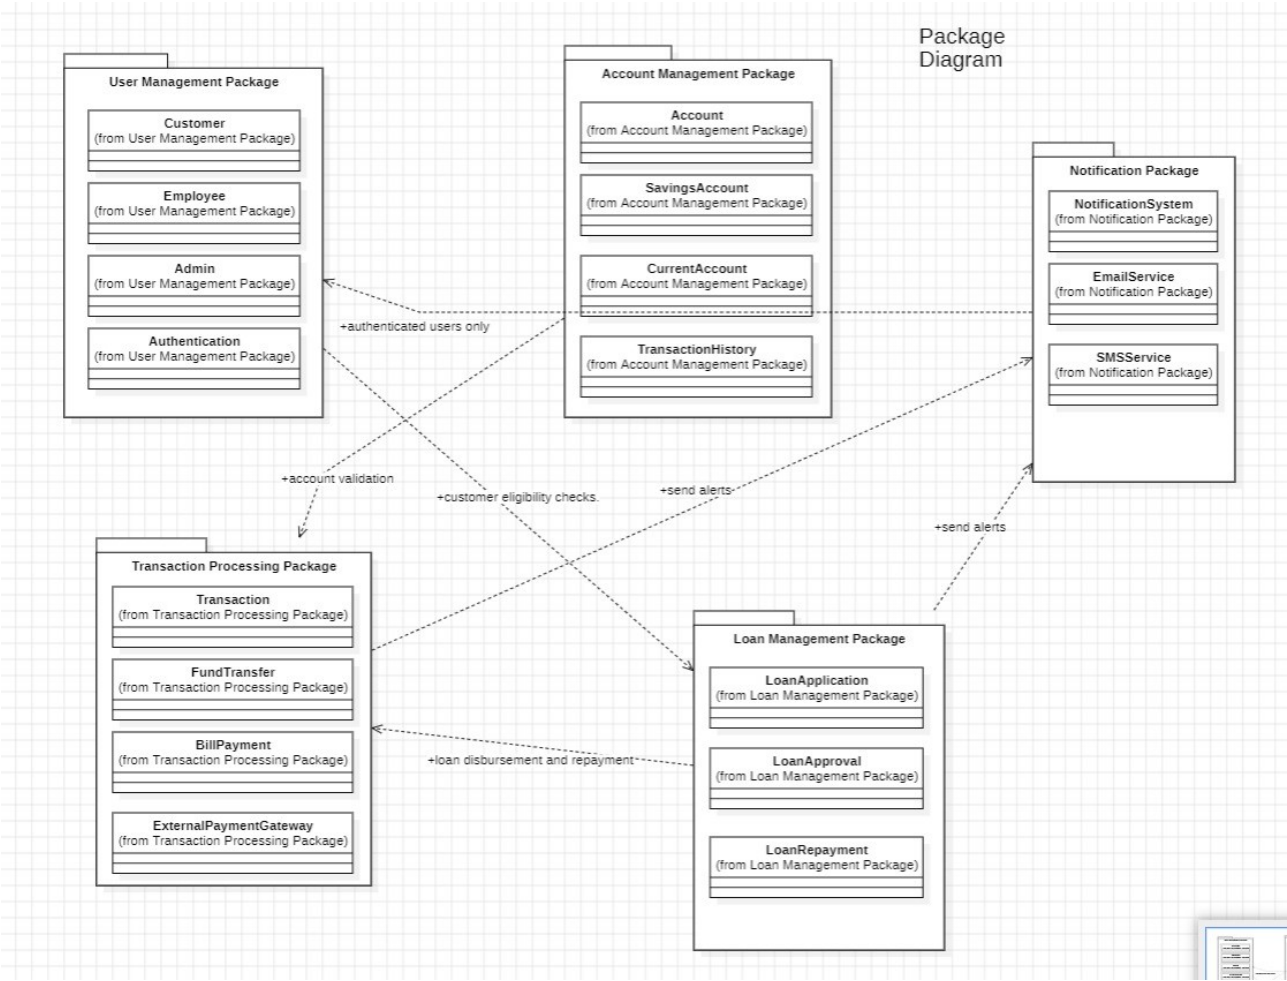 Package
Diagram
User Management Package
Customer
(from User Management Package)
Employee
(from User Management Package)
Admin
(from User Management Package)
Authentication
(from User Management Package)
Account Management Package
Account
(from Account Management Package)
SavingsAccount
(from Account Management Package)
CurrentAccount
(from Account Management Package)
TransactionHistory
(from Account Management Package)
Notification Package
NotificationSystem
(from Notification Package)
EmailService
(from Notification Package)
SMSService
(from Notification Package)
+authenticated users only
+account validation
+customer eligibility checks.
+send alerts
+send alerts
Transaction Processing Package
Transaction
(from Transaction Processing Package)
FundTransfer
(from Transaction Processing Package)
BillPayment
(from Transaction Processing Package)
ExternalPaymentGateway
(from Transaction Processing Package)
+loan disbursement and repayment
Loan Management Package
LoanApplication
(from Loan Management Package)
LoanApproval
(from Loan Management Package)
LoanRepayment
(from Loan Management Package)